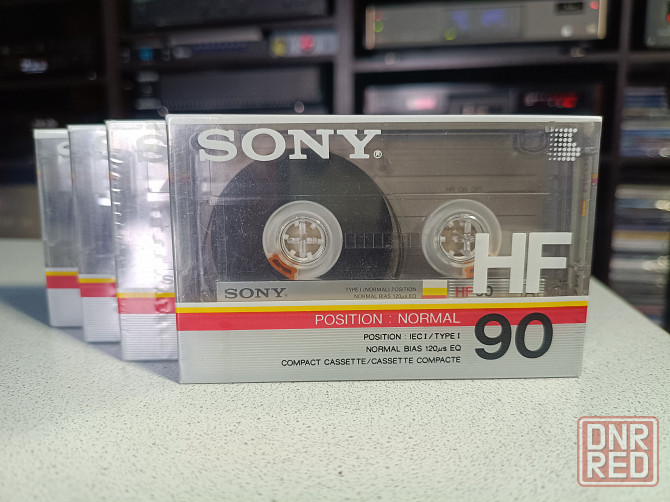 SONY®
HF
SONY
TYPE I (NORMAL) POSITION
NORMAL BIAS 120µs EQ
HF90
POSITION : NORMAL
90
POSITION : IEC I / TYPE I
NORMAL BIAS 120µs EQ
COMPACT CASSETTE/CASSETTE COMPACTE
DNR
RED